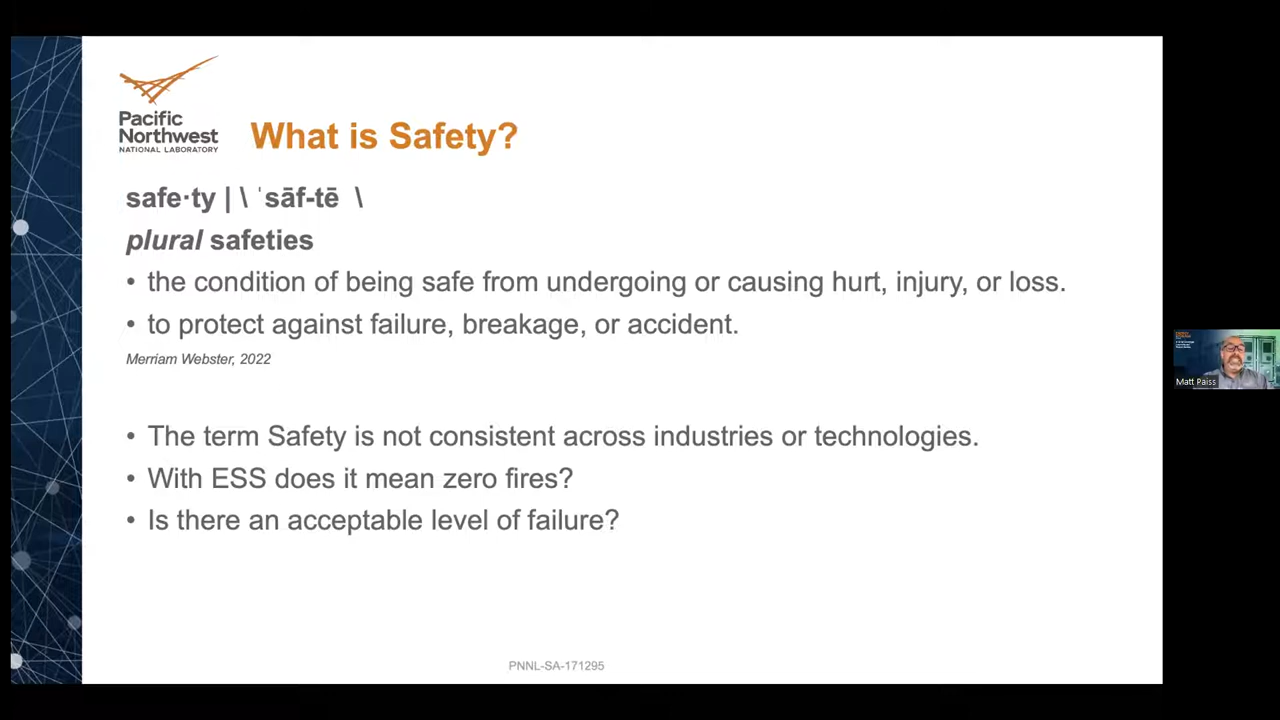 Pacific
Northwest
NATIONAL LABORATORY
What is Safety?
safe·ty | \ ˈsāf-tē \
plural safeties
• the condition of being safe from undergoing or causing hurt, injury, or loss.
• to protect against failure, breakage, or accident.
Merriam Webster, 2022
• The term Safety is not consistent across industries or technologies.
• With ESS does it mean zero fires?
• Is there an acceptable level of failure?
PNNL-SA-171295
Matt Paiss